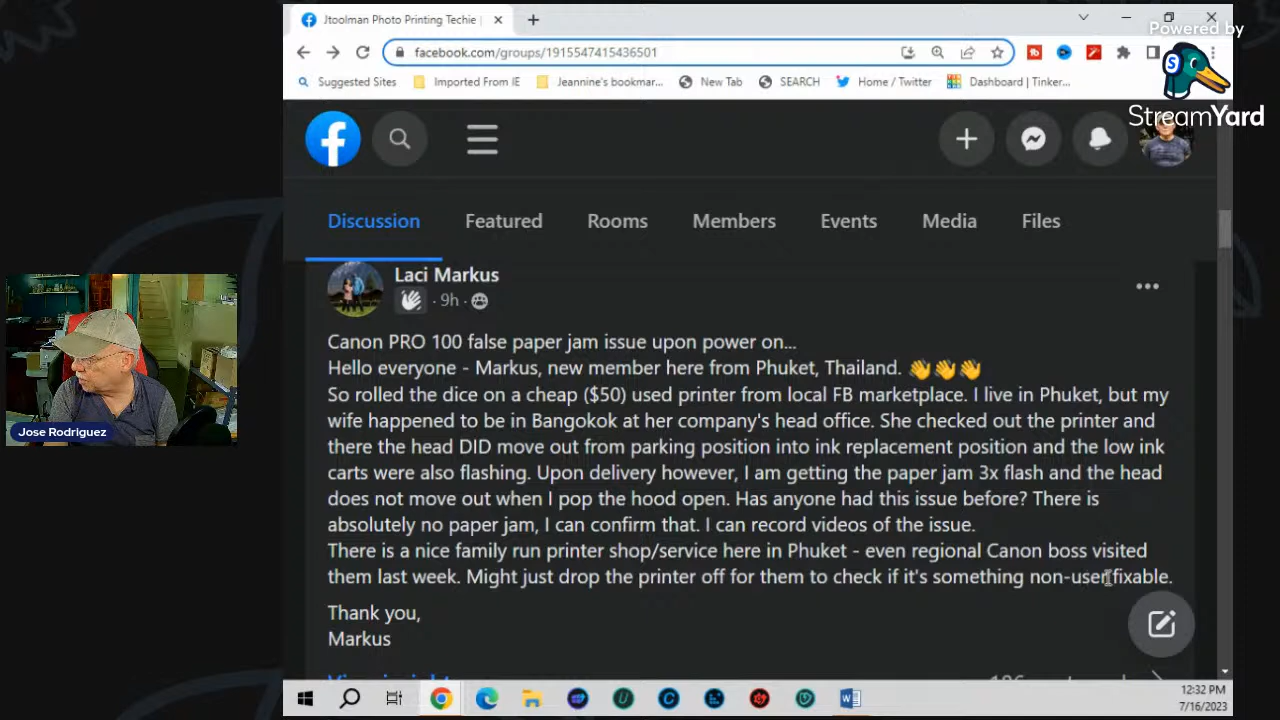 Jtoolman Photo Printing Techie
Powered by
facebook.com/groups/1915547415436501
Suggested Sites
Imported From IE
Jeannine's bookmar...
New Tab
SEARCH
Home / Twitter
Dashboard | Tinker...
StreamYard
Discussion
Featured
Rooms
Members
Events
Media
Files
Laci Markus
· 9h ·
Canon PRO 100 false paper jam issue upon power on...
Hello everyone - Markus, new member here from Phuket, Thailand. 👋👋👋
So rolled the dice on a cheap ($50) used printer from local FB marketplace. I live in Phuket, but my
wife happened to be in Bangkok at her company's head office. She checked out the printer and
there the head DID move out from parking position into ink replacement position and the low ink
carts were also flashing. Upon delivery however, I am getting the paper jam 3x flash and the head
does not move out when I pop the hood open. Has anyone had this issue before? There is
absolutely no paper jam, I can confirm that. I can record videos of the issue.
There is a nice family run printer shop/service here in Phuket - even regional Canon boss visited
them last week. Might just drop the printer off for them to check if it's something non-user fixable.
Thank you,
Markus
Jose Rodriguez
12:32 PM
7/16/2023